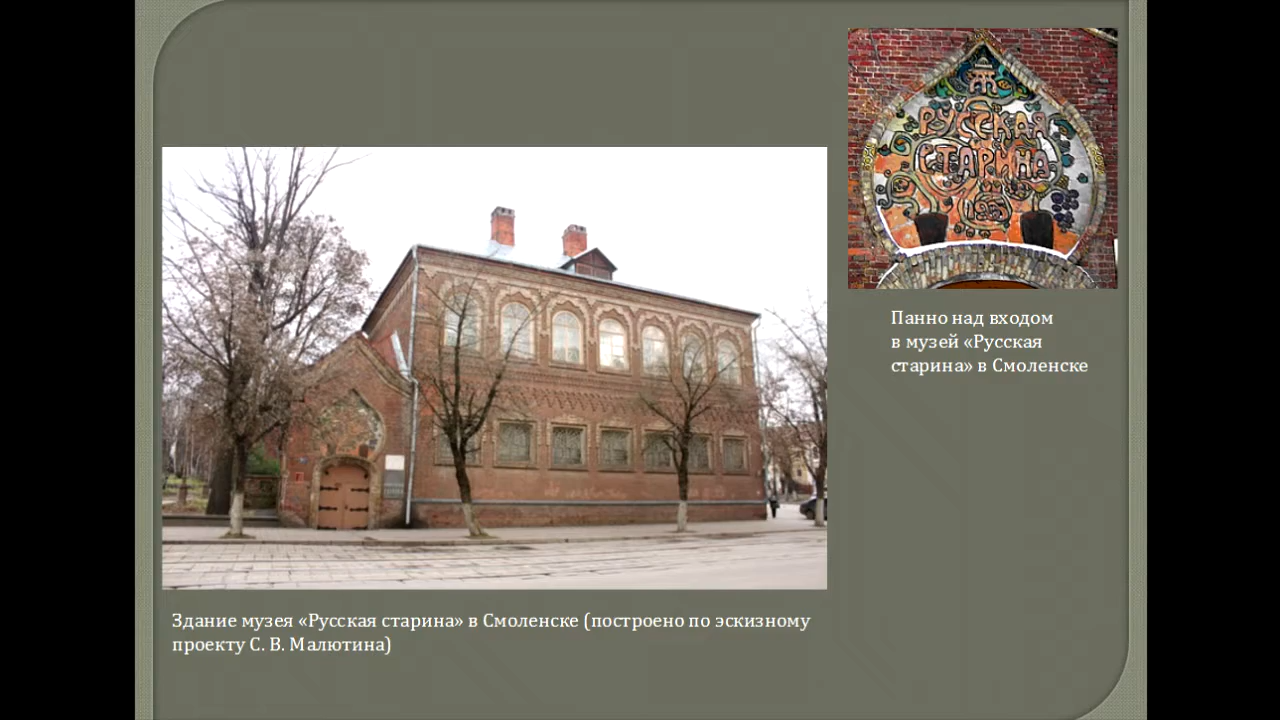 РУССКАЯ
СТАРИНА
Панно над входом
в музей «Русская
старина» в Смоленске
Здание музея «Русская старина» в Смоленске (построено по эскизному
проекту С. В. Малютина)